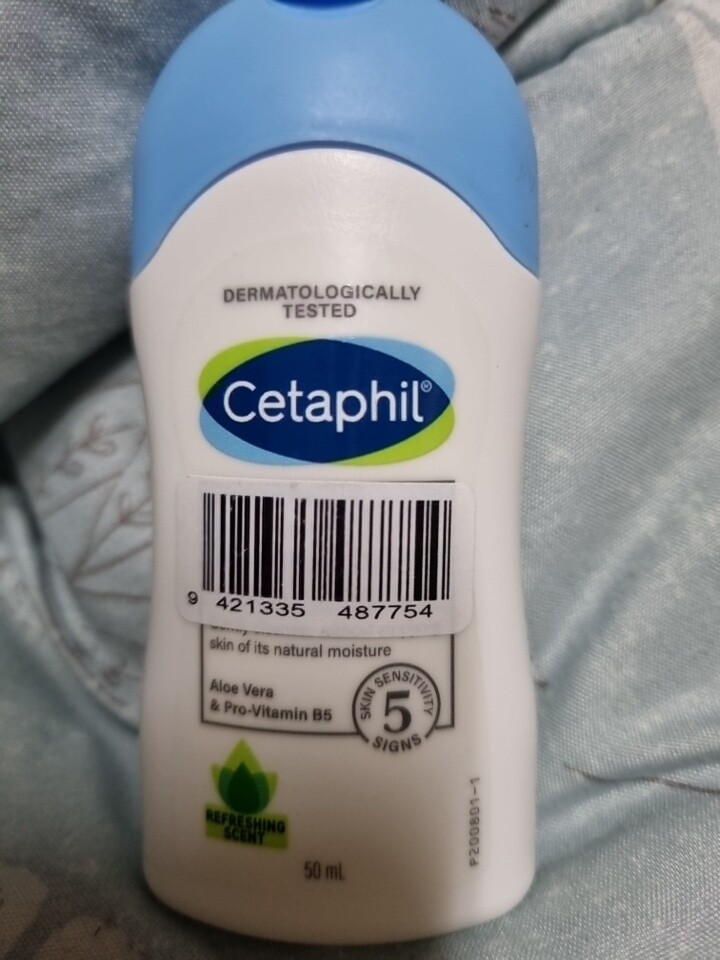 DERMATOLOGICALLY
TESTED
Cetaphil®
9 421335 487754
skin of its natural moisture
Aloe Vera
& Pro-Vitamin B5
SKIN SENSITIVITY
5
SIGNS
REFRESHING
SCENT
50 mL
P200801-1